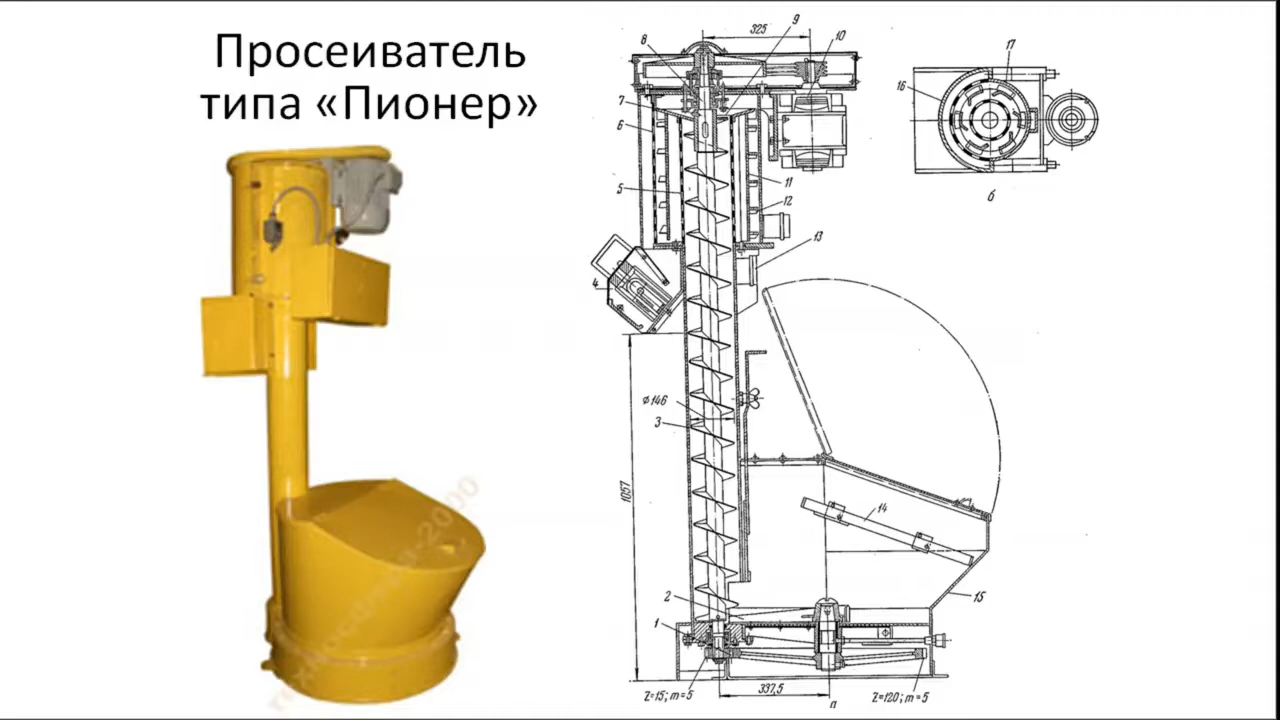 Просеиватель
типа «Пионер»
325
9
8
10
7
6
5
11
12
13
4
ϕ146
3
1057
14
15
2
1
Z=15; m=5
337,5
Z=120; m=5
а
17
16
б